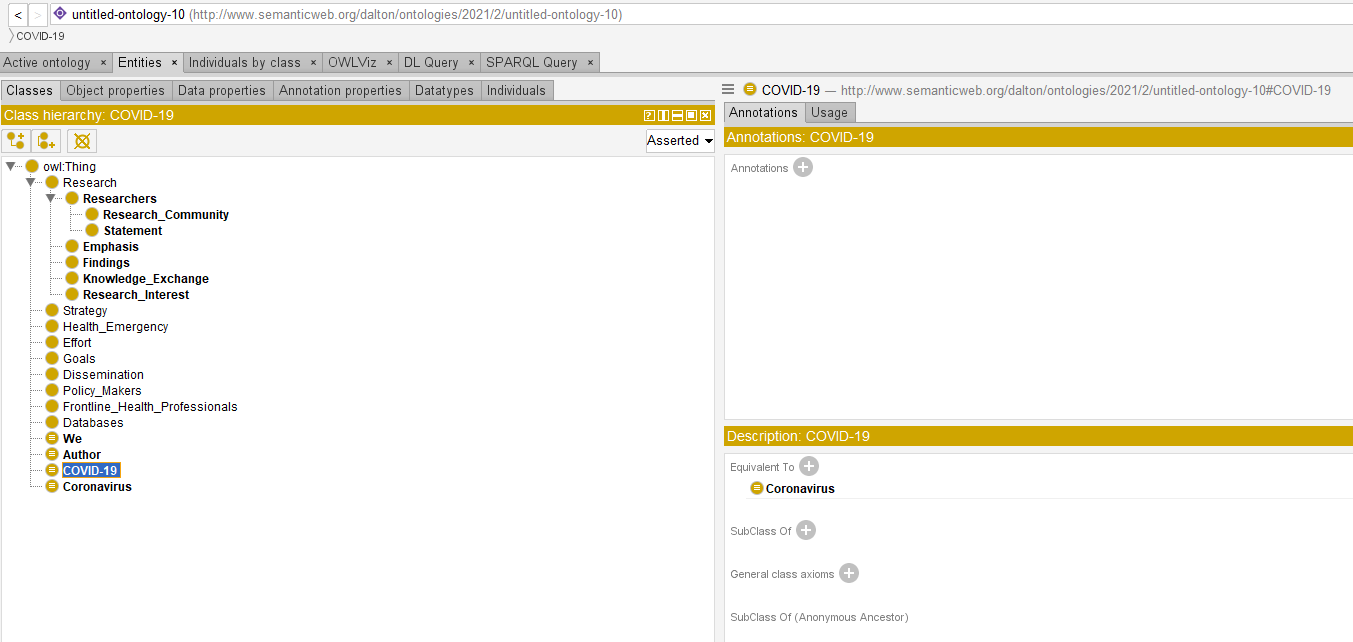 < > untitled-ontology-10 (http://www.semanticweb.org/dalton/ontologies/2021/2/untitled-ontology-10)
COVID-19
Active ontology × Entities × Individuals by class × OWLViz × DL Query × SPARQL Query ×
Classes Object properties Data properties Annotation properties Datatypes Individuals
Class hierarchy: COVID-19
Asserted
owl:Thing
Research
Researchers
Research_Community
Statement
Emphasis
Findings
Knowledge_Exchange
Research_Interest
Strategy
Health_Emergency
Effort
Goals
Dissemination
Policy_Makers
Frontline_Health_Professionals
Databases
We
Author
COVID-19
Coronavirus
COVID-19 — http://www.semanticweb.org/dalton/ontologies/2021/2/untitled-ontology-10#COVID-19
Annotations Usage
Annotations: COVID-19
Annotations
Description: COVID-19
Equivalent To
Coronavirus
SubClass Of
General class axioms
SubClass Of (Anonymous Ancestor)